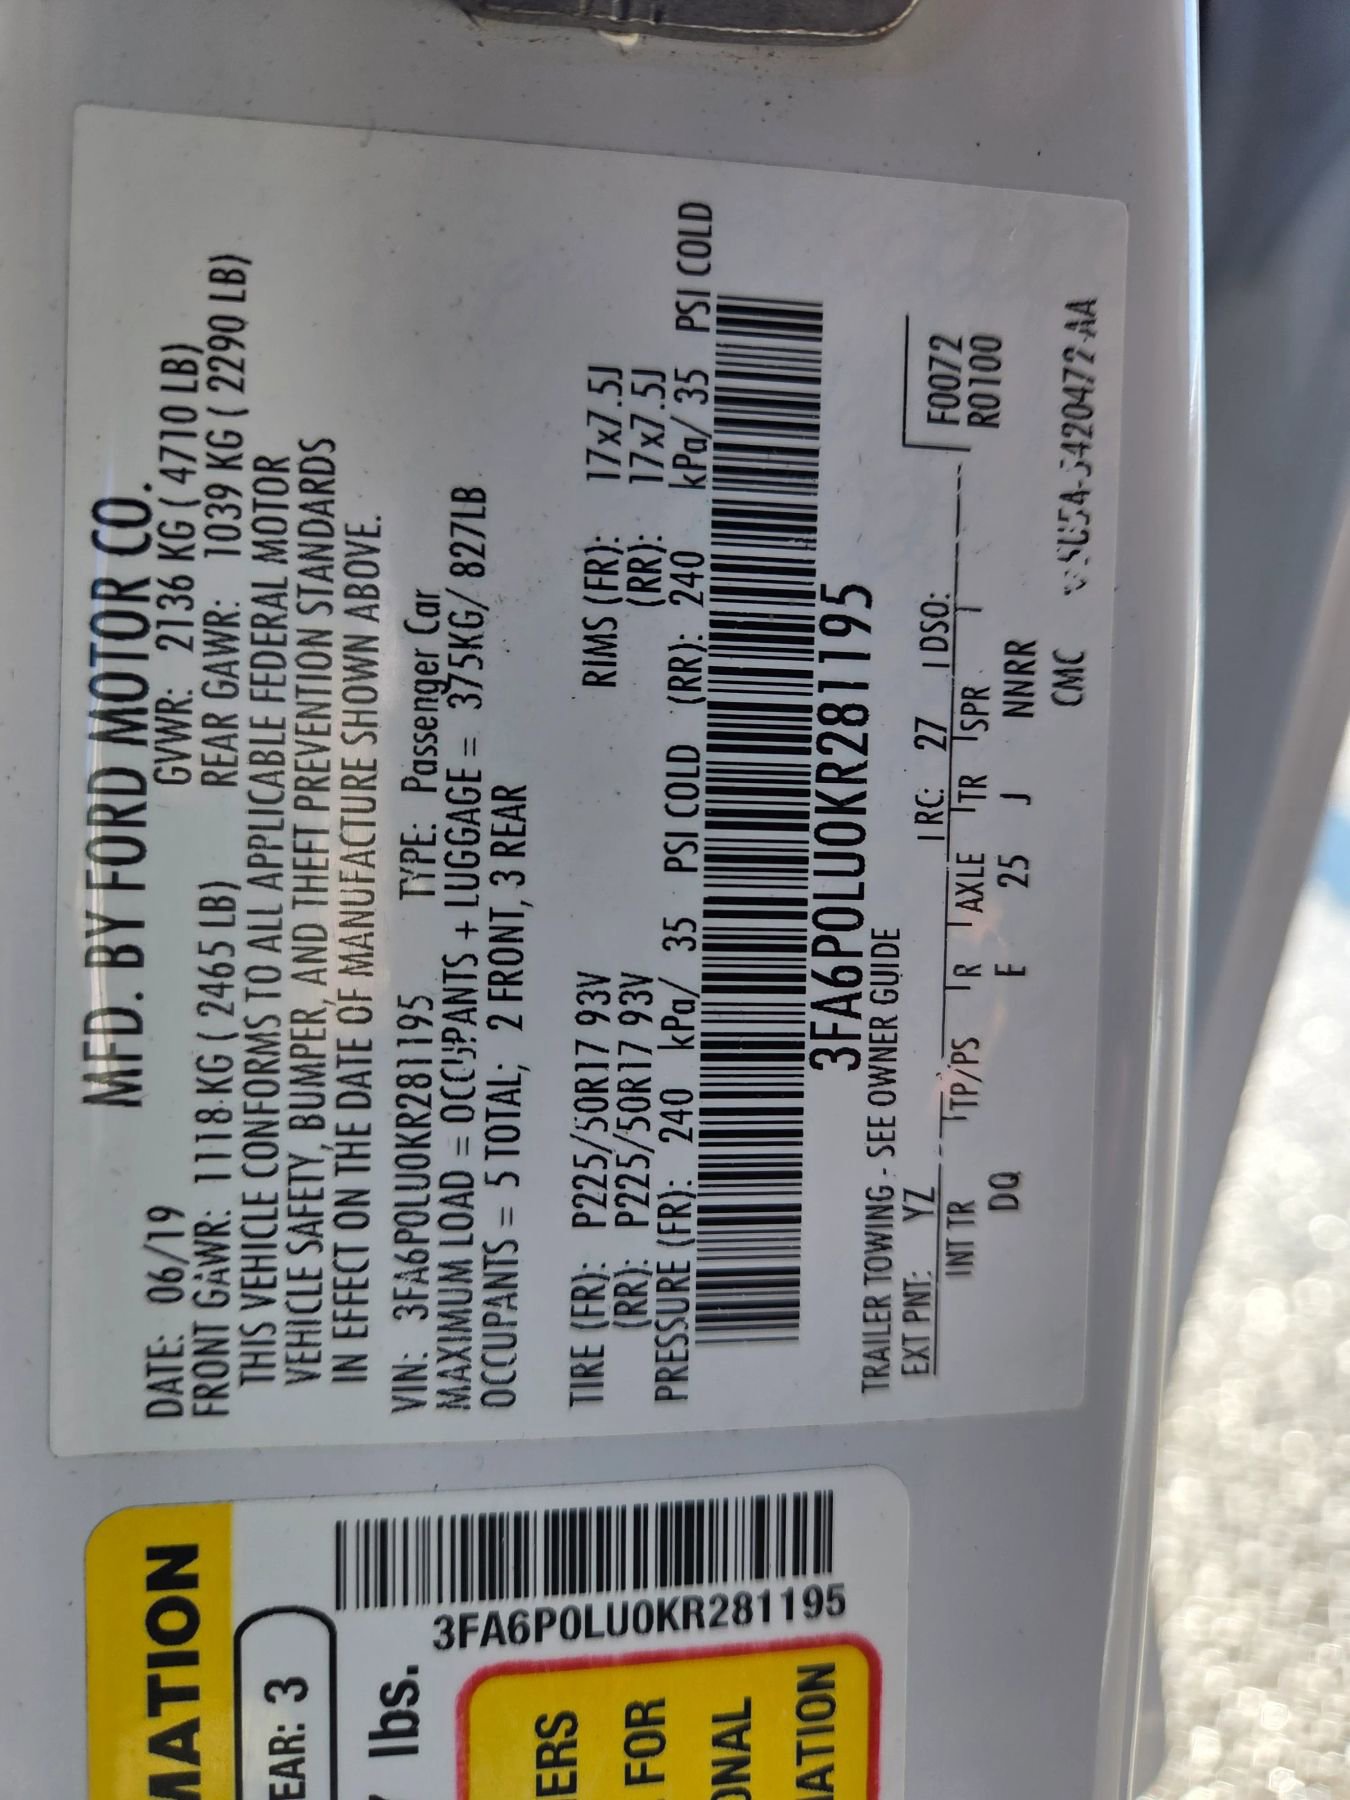 MFD. BY FORD MOTOR CO.
DATE: 06/19 GVWR: 2136 KG ( 4710 LB)
FRONT GAWR: 1118 KG ( 2465 LB) REAR GAWR: 1039 KG ( 2290 LB)
THIS VEHICLE CONFORMS TO ALL APPLICABLE FEDERAL MOTOR
VEHICLE SAFETY, BUMPER, AND THEFT PREVENTION STANDARDS
IN EFFECT ON THE DATE OF MANUFACTURE SHOWN ABOVE.
VIN: 3FA6P0LU0KR281195 TYPE: Passenger Car
MAXIMUM LOAD = OCCUPANTS + LUGGAGE = 375KG/ 827LB
OCCUPANTS = 5 TOTAL; 2 FRONT, 3 REAR
TIRE (FR): P225/50R17 93V RIMS (FR): 17x7.5J
(RR): P225/50R17 93V (RR): 17x7.5J
PRESSURE (FR): 240 kPa/ 35 PSI COLD (RR): 240 kPa/ 35 PSI COLD
3FA6P0LU0KR281195
TRAILER TOWING - SEE OWNER GUIDE
EXT PNT: YZ RC: 27 DSO: F0072
INT TR TP/PS R AXLE TR SPR R0100
DQ E 25 J NNRR
CMC
MATION
EAR: 3
3FA6P0LU0KR281195
lbs.
ERS
FOR
ONAL
ATION